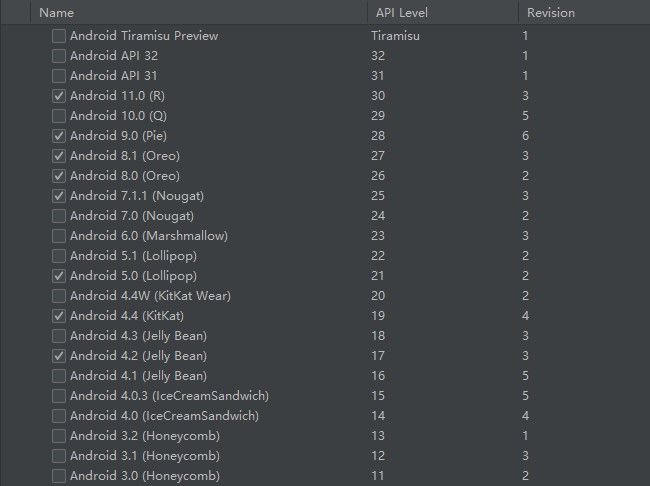 Name API Level Revision
Android Tiramisu Preview Tiramisu 1
Android API 32 32 1
Android API 31 31 1
Android 11.0 (R) 30 3
Android 10.0 (Q) 29 5
Android 9.0 (Pie) 28 6
Android 8.1 (Oreo) 27 3
Android 8.0 (Oreo) 26 2
Android 7.1.1 (Nougat) 25 3
Android 7.0 (Nougat) 24 2
Android 6.0 (Marshmallow) 23 3
Android 5.1 (Lollipop) 22 2
Android 5.0 (Lollipop) 21 2
Android 4.4W (KitKat Wear) 20 2
Android 4.4 (KitKat) 19 4
Android 4.3 (Jelly Bean) 18 3
Android 4.2 (Jelly Bean) 17 3
Android 4.1 (Jelly Bean) 16 5
Android 4.0.3 (IceCreamSandwich) 15 5
Android 4.0 (IceCreamSandwich) 14 4
Android 3.2 (Honeycomb) 13 1
Android 3.1 (Honeycomb) 12 3
Android 3.0 (Honeycomb) 11 2